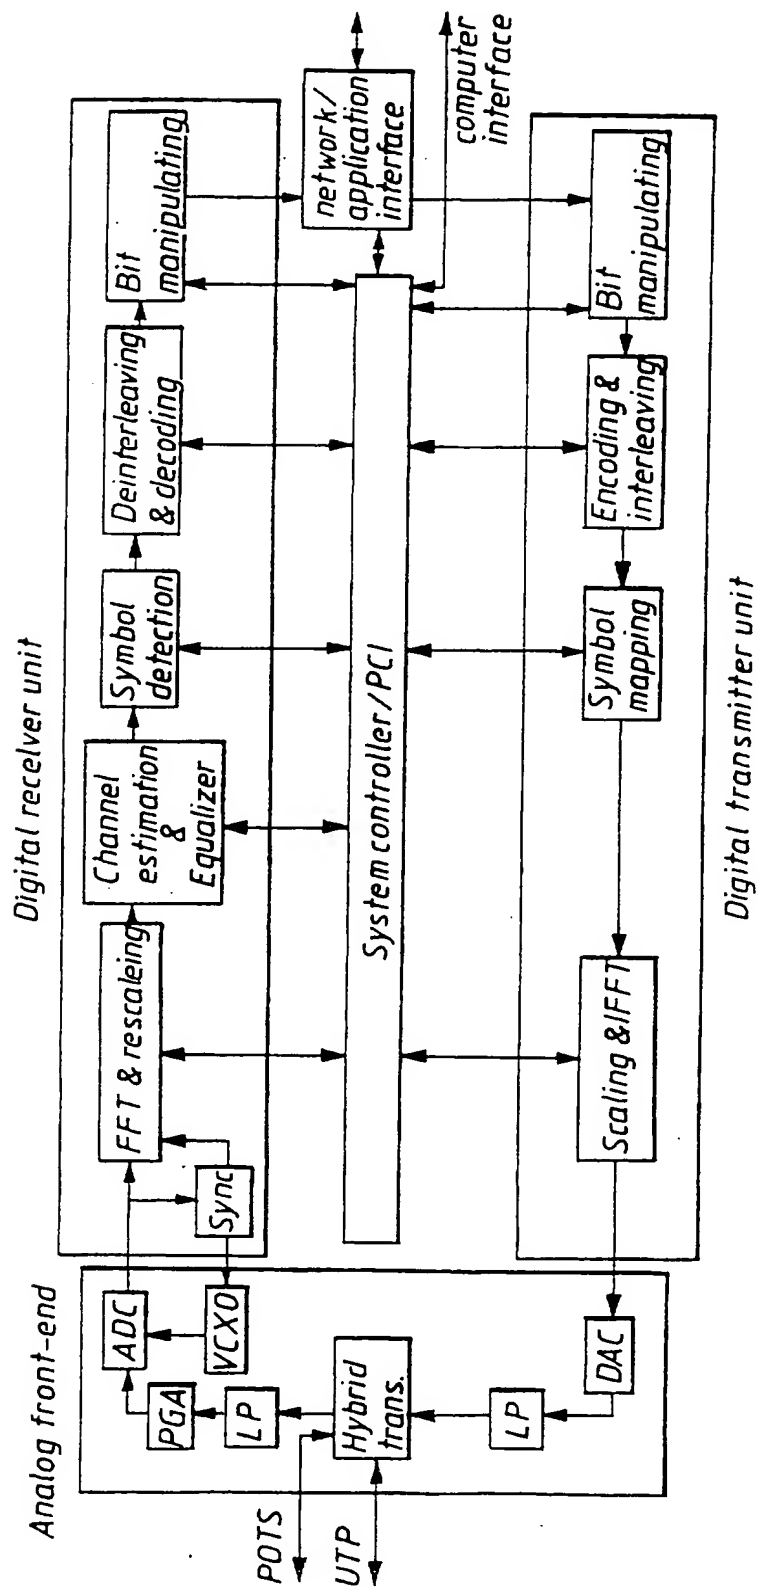 Analog front-end
Digital recelver unit
ADC
VCXO
PGA
LP
Hybrid
trans.
LP
DAC
POTS
UTP
Sync
FFT & rescaleing
Channel
estimation
&
Equalizer
Symbol
detection
Deinterleaving
& decoding
Bit
manipulating
network/
application
interface
computer
interface
System controller/PCI
Scaling &IFFT
Symbol
mapping
Encoding &
interleaving
Bit
manipulating
Digital transmitter unit